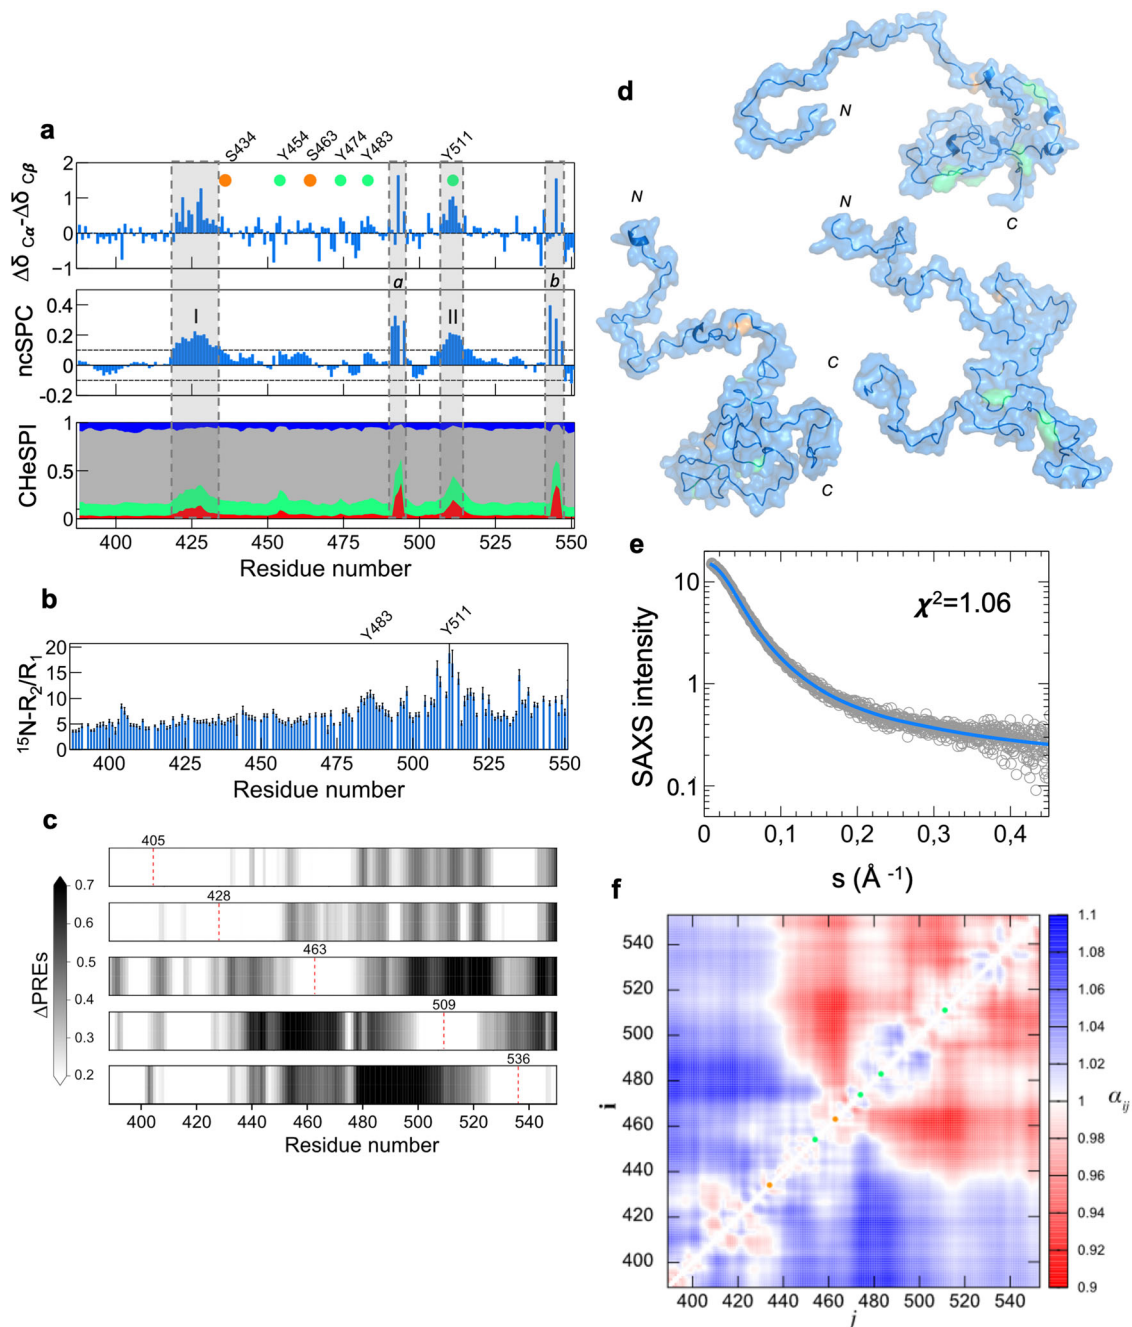 a
S434
Y454
S463
Y474
Y483
Y511
Δδ Cα-Δδ Cβ
2
1
0
−1
400
425
450
475
500
525
550
a
b
ncSPC
0.4
0.2
0
-0.2
I
II
CHeSPI
1
0.5
0
400
425
450
475
500
525
550
Residue number
b
Y483
Y511
15N-R2/R1
20
15
10
5
0
400
425
450
475
500
525
550
Residue number
c
ΔPREs
0.7
0.6
0.5
0.4
0.3
0.2
405
428
463
509
536
400
420
440
460
480
500
520
540
Residue number
d
N
C
N
C
N
C
e
SAXS intensity
10
1
0.1
χ2=1.06
0
0,1
0,2
0,3
0,4
s (Å -1)
f
i
540
520
500
480
460
440
420
400
400
420
440
460
480
500
520
540
j
1.1
1.08
1.06
1.04
1.02
1
0.98
0.96
0.94
0.92
0.9
αij